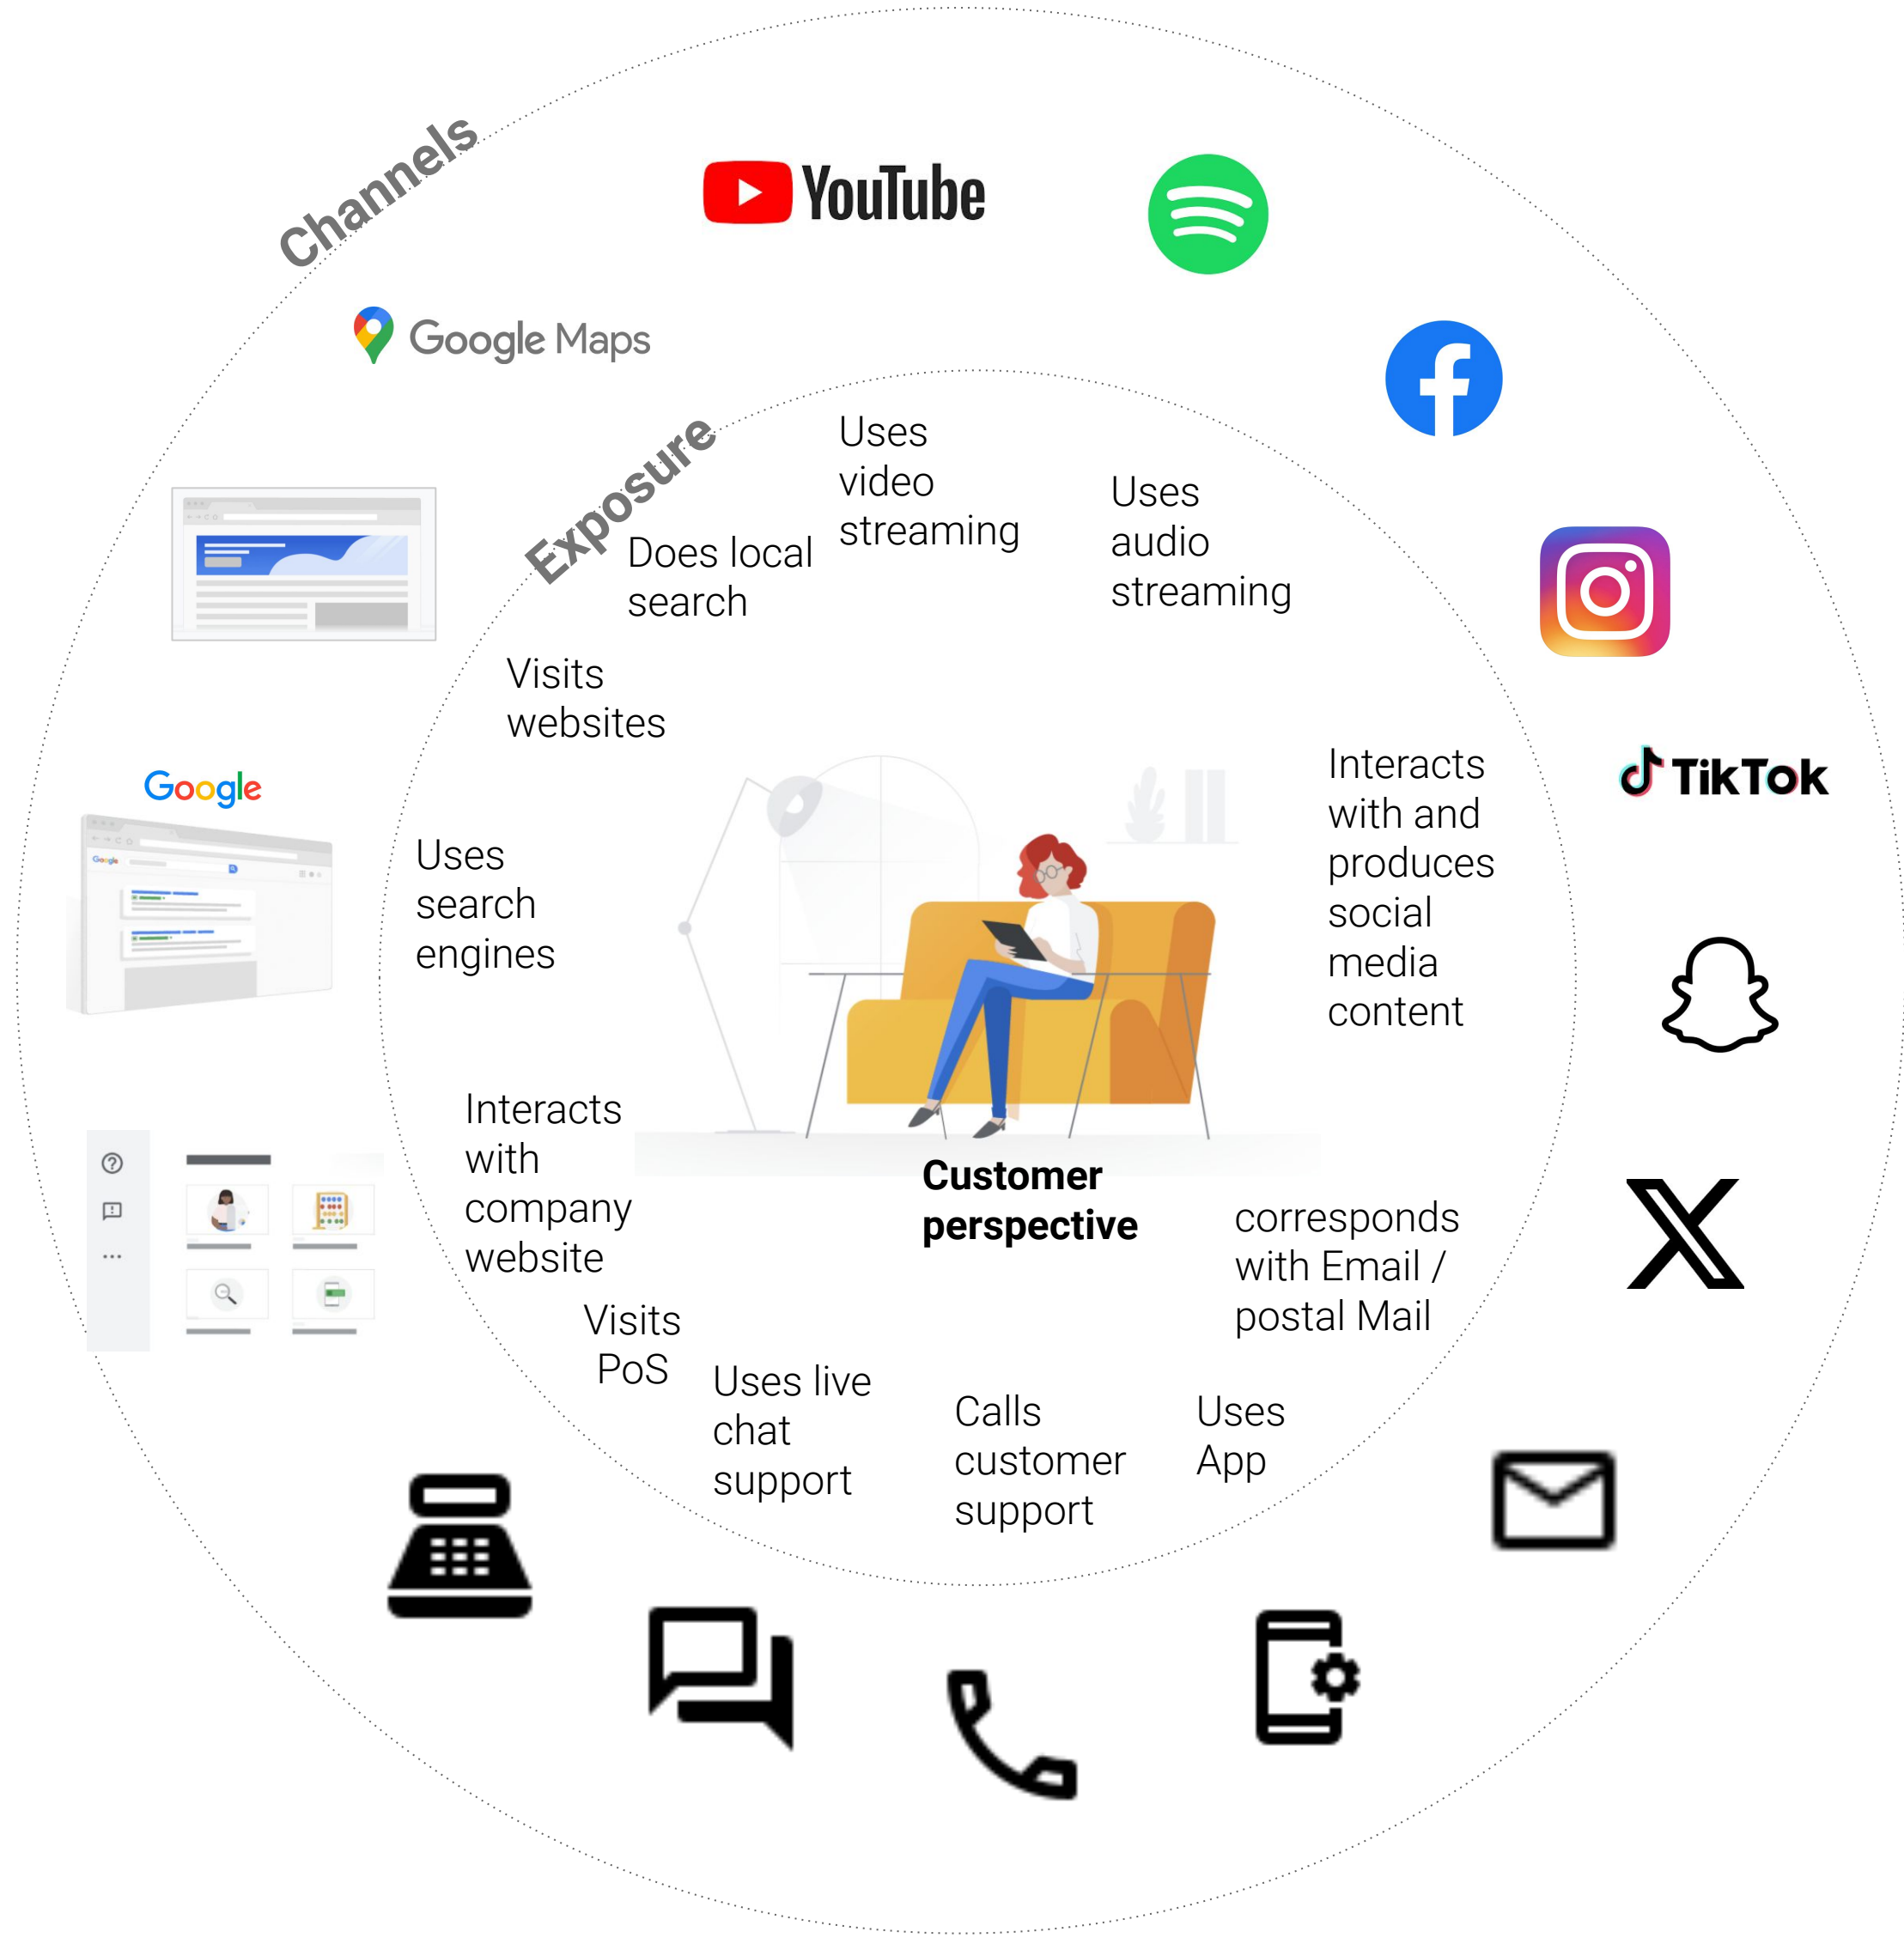 Channels
YouTube
Google Maps
Exposure
Uses
video
streaming
Uses
audio
streaming
Does local
search
Visits
websites
Google
Google
Uses
search
engines
Interacts
with and
produces
social
media
content
TikTok
Interacts
with
company
website
Customer
perspective
corresponds
with Email /
postal Mail
Visits
PoS
Uses live
chat
support
Calls
customer
support
Uses
App